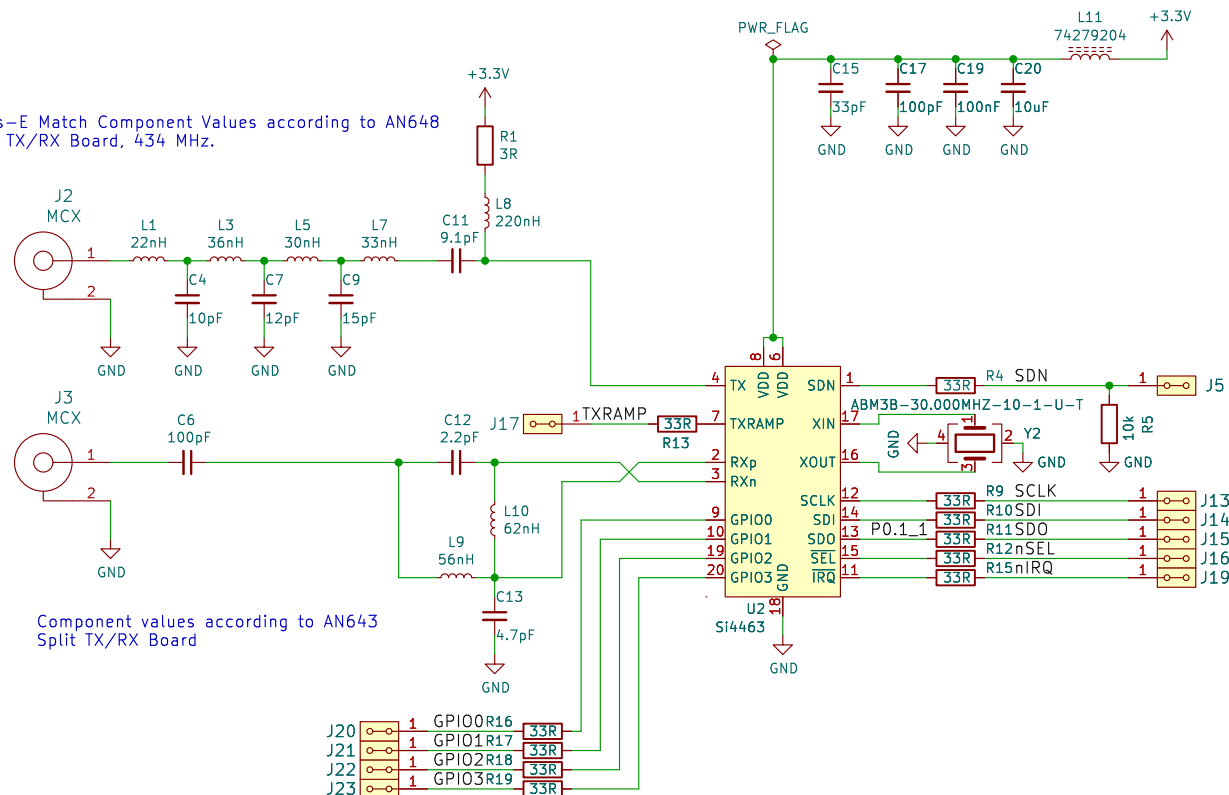 L11
74279204
+3.3V
PWR_FLAG
C15
33pF
C17
100pF
C19
100nF
C20
10uF
GND
GND
GND
GND
+3.3V
R1
3R
L8
220nH
s-E Match Component Values according to AN648
TX/RX Board, 434 MHz.
J2
MCX
1
2
L1
22nH
L3
36nH
L5
30nH
L7
33nH
C11
9.1pF
C4
10pF
C7
12pF
C9
15pF
GND
GND
GND
GND
J3
MCX
1
2
C6
100pF
C12
2.2pF
L10
62nH
L9
56nH
C13
4.7pF
GND
GND
Component values according to AN643
Split TX/RX Board
J17
1
TXRAMP
33R
R13
8
6
VDD
VDD
4
TX
7
TXRAMP
2
RXp
3
RXn
9
GPIO0
10
GPIO1
19
GPIO2
20
GPIO3
SDN
1
XIN
17
XOUT
16
SCLK
12
SDI
14
SDO
13
SEL
15
IRQ
11
GND
18
U2
Si4463
GND
33R
R4
SDN
1
J5
10k
R5
GND
ABM3B-30.000MHZ-10-1-U-T
1
2
3
4
Y2
GND
GND
P0.1_1
33R
R9
SCLK
1
J13
33R
R10
SDI
1
J14
33R
R11
SDO
1
J15
33R
R12
nSEL
1
J16
33R
R15
nIRQ
1
J19
J20
1
GPIO0
R16
33R
J21
1
GPIO1
R17
33R
J22
1
GPIO2
R18
33R
J23
1
GPIO3
R19
33R